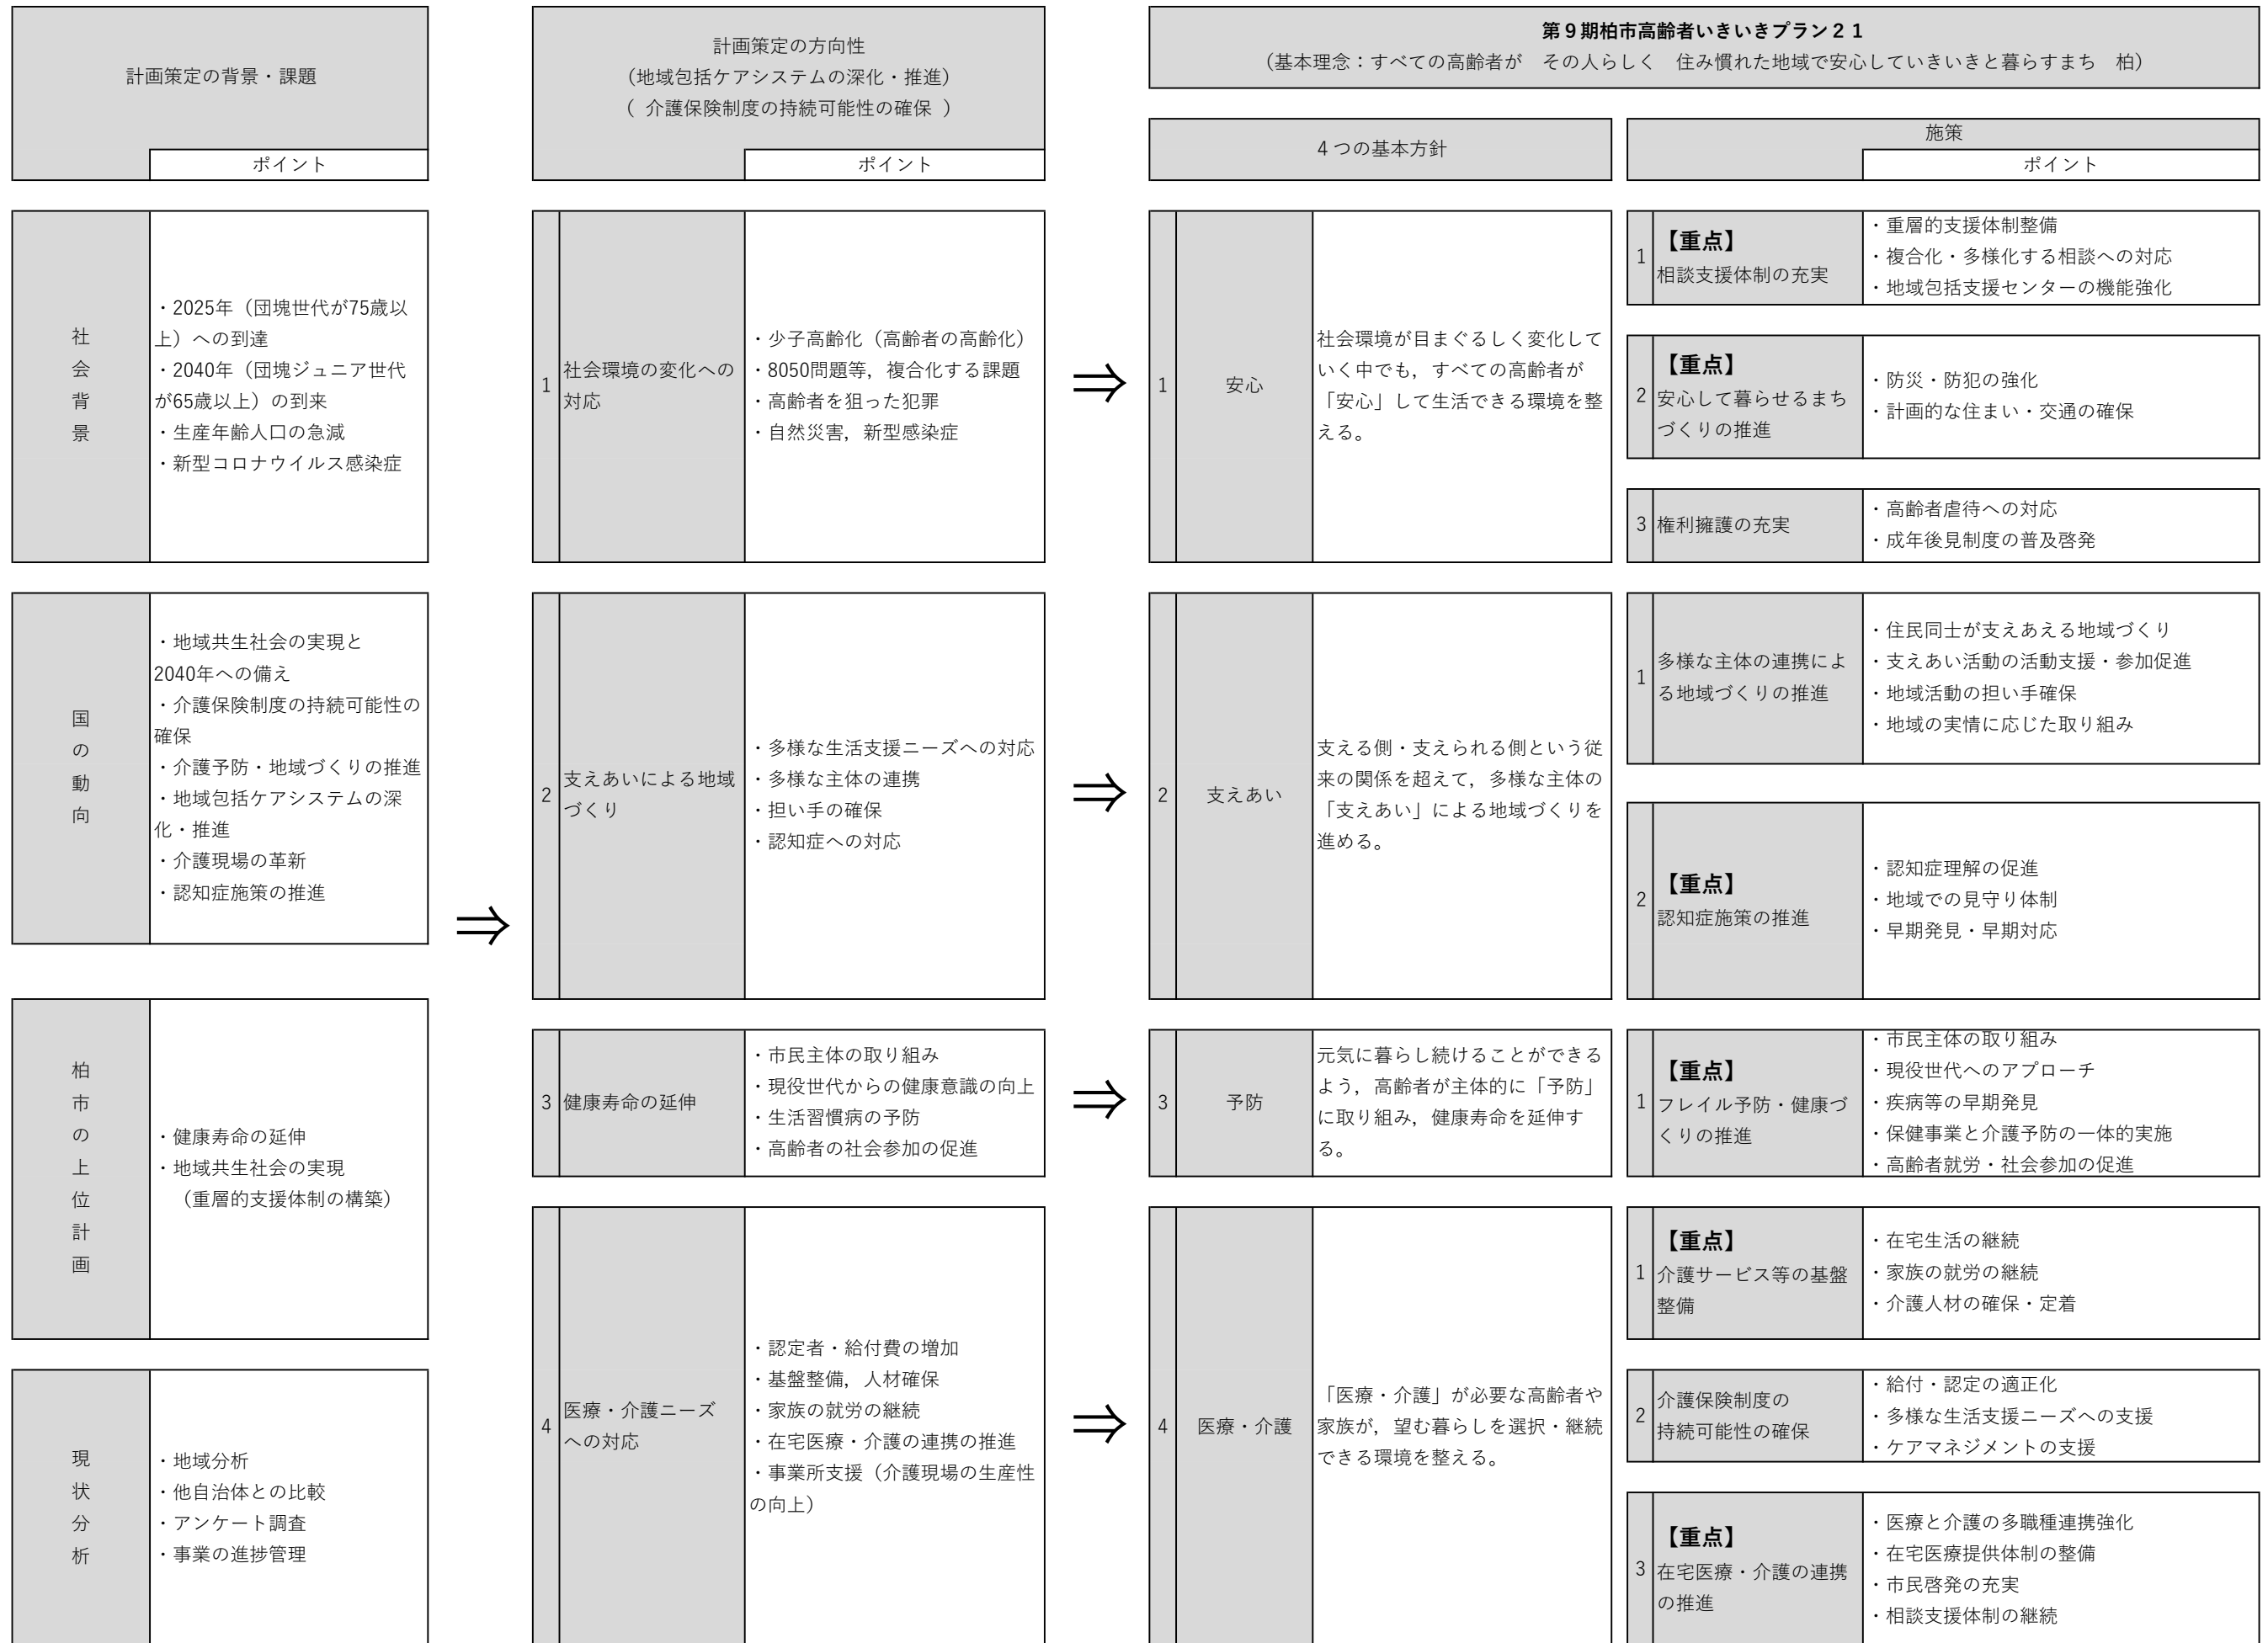 計画策定の背景・課題
ポイント
計画策定の方向性
(地域包括ケアシステムの深化・推進)
( 介護保険制度の持続可能性の確保 )
ポイント
第9期柏市高齢者いきいきプラン21
(基本理念:すべての高齢者が　その人らしく　住み慣れた地域で安心していきいきと暮らすまち　柏)
4つの基本方針
施策
ポイント
社会背景
・2025年(団塊世代が75歳以
上)への到達
・2040年(団塊ジュニア世代
が65歳以上)の到来
・生産年齢人口の急減
・新型コロナウイルス感染症
国の動向
・地域共生社会の実現と
2040年への備え
・介護保険制度の持続可能性の
確保
・介護予防・地域づくりの推進
・地域包括ケアシステムの深
化・推進
・介護現場の革新
・認知症施策の推進
柏市の上位計画
・健康寿命の延伸
・地域共生社会の実現
(重層的支援体制の構築)
現状分析
・地域分析
・他自治体との比較
・アンケート調査
・事業の進捗管理
⇒
1
社会環境の変化への
対応
・少子高齢化(高齢者の高齢化)
・8050問題等,複合化する課題
・高齢者を狙った犯罪
・自然災害,新型感染症
⇒
1
安心
社会環境が目まぐるしく変化して
いく中でも,すべての高齢者が
「安心」して生活できる環境を整
える。
1
【重点】
相談支援体制の充実
・重層的支援体制整備
・複合化・多様化する相談への対応
・地域包括支援センターの機能強化
2
【重点】
安心して暮らせるまち
づくりの推進
・防災・防犯の強化
・計画的な住まい・交通の確保
3
権利擁護の充実
・高齢者虐待への対応
・成年後見制度の普及啓発
2
支えあいによる地域
づくり
・多様な生活支援ニーズへの対応
・多様な主体の連携
・担い手の確保
・認知症への対応
⇒
2
支えあい
支える側・支えられる側という従
来の関係を超えて,多様な主体の
「支えあい」による地域づくりを
進める。
1
多様な主体の連携によ
る地域づくりの推進
・住民同士が支えあえる地域づくり
・支えあい活動の活動支援・参加促進
・地域活動の担い手確保
・地域の実情に応じた取り組み
2
【重点】
認知症施策の推進
・認知症理解の促進
・地域での見守り体制
・早期発見・早期対応
3
健康寿命の延伸
・市民主体の取り組み
・現役世代からの健康意識の向上
・生活習慣病の予防
・高齢者の社会参加の促進
⇒
3
予防
元気に暮らし続けることができる
よう,高齢者が主体的に「予防」
に取り組み,健康寿命を延伸す
る。
1
【重点】
フレイル予防・健康づ
くりの推進
・市民主体の取り組み
・現役世代へのアプローチ
・疾病等の早期発見
・保健事業と介護予防の一体的実施
・高齢者就労・社会参加の促進
4
医療・介護ニーズ
への対応
・認定者・給付費の増加
・基盤整備,人材確保
・家族の就労の継続
・在宅医療・介護の連携の推進
・事業所支援(介護現場の生産性
の向上)
⇒
4
医療・介護
「医療・介護」が必要な高齢者や
家族が,望む暮らしを選択・継続
できる環境を整える。
1
【重点】
介護サービス等の基盤
整備
・在宅生活の継続
・家族の就労の継続
・介護人材の確保・定着
2
介護保険制度の
持続可能性の確保
・給付・認定の適正化
・多様な生活支援ニーズへの支援
・ケアマネジメントの支援
3
【重点】
在宅医療・介護の連携
の推進
・医療と介護の多職種連携強化
・在宅医療提供体制の整備
・市民啓発の充実
・相談支援体制の継続